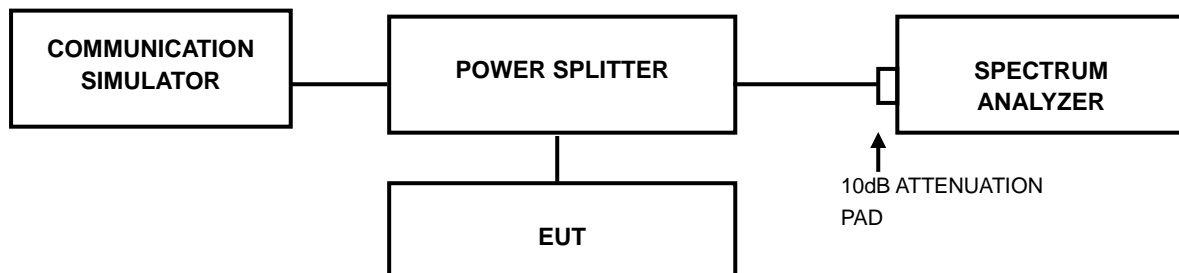 COMMUNICATION
SIMULATOR
POWER SPLITTER
SPECTRUM
ANALYZER
10dB ATTENUATION
PAD
EUT